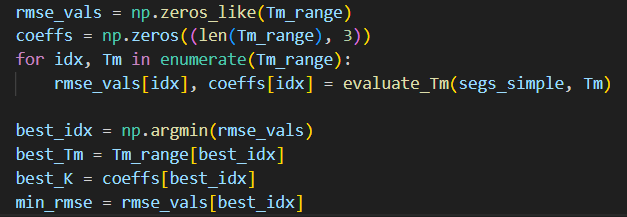 rmse_vals = np.zeros_like(Tm_range)
coeffs = np.zeros((len(Tm_range), 3))
for idx, Tm in enumerate(Tm_range):
    rmse_vals[idx], coeffs[idx] = evaluate_Tm(segs_simple, Tm)

best_idx = np.argmin(rmse_vals)
best_Tm = Tm_range[best_idx]
best_K = coeffs[best_idx]
min_rmse = rmse_vals[best_idx]